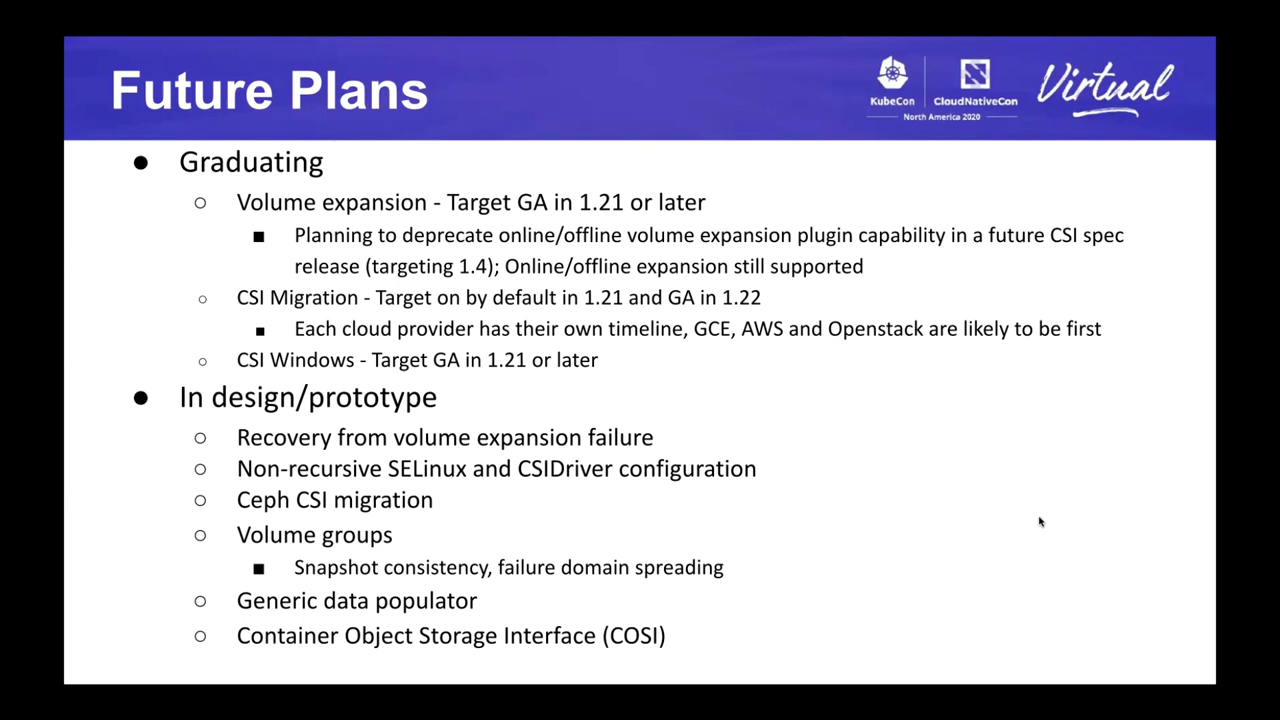 Future Plans
KubeCon
CloudNativeCon
North America 2020
Virtual
● Graduating
○ Volume expansion - Target GA in 1.21 or later
■ Planning to deprecate online/offline volume expansion plugin capability in a future CSI spec
release (targeting 1.4); Online/offline expansion still supported
○ CSI Migration - Target on by default in 1.21 and GA in 1.22
■ Each cloud provider has their own timeline, GCE, AWS and Openstack are likely to be first
○ CSI Windows - Target GA in 1.21 or later
● In design/prototype
○ Recovery from volume expansion failure
○ Non-recursive SELinux and CSIDriver configuration
○ Ceph CSI migration
○ Volume groups
■ Snapshot consistency, failure domain spreading
○ Generic data populator
○ Container Object Storage Interface (COSI)